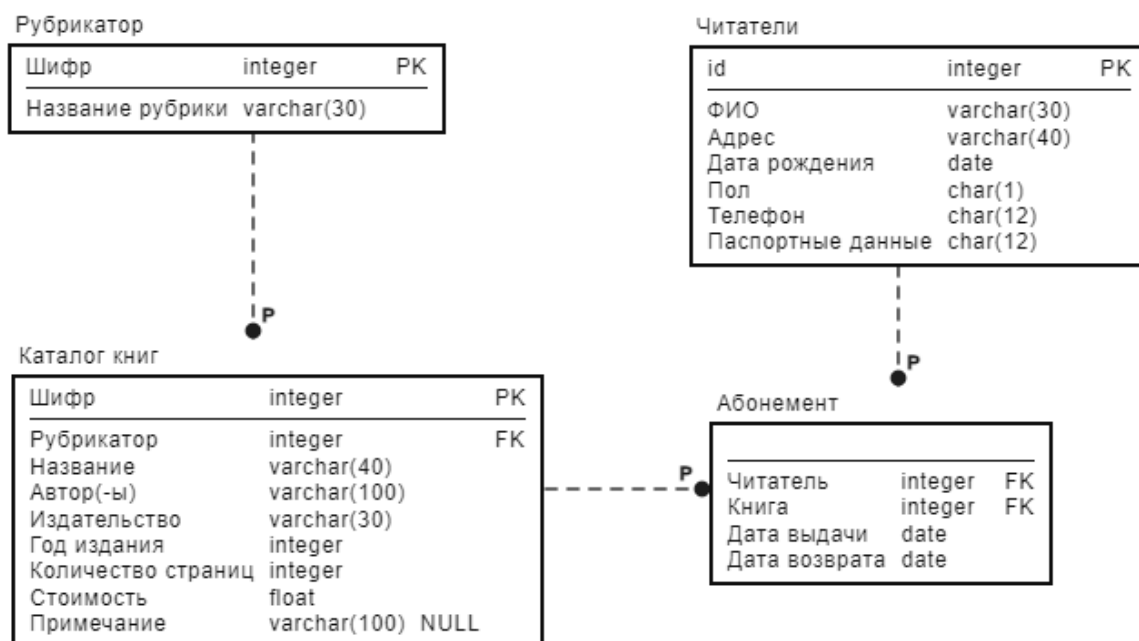 Рубрикатор
Шифр integer PK
Название рубрики varchar(30)
Читатели
id integer PK
ФИО varchar(30)
Адрес varchar(40)
Дата рождения date
Пол char(1)
Телефон char(12)
Паспортные данные char(12)
P
P
Каталог книг
Шифр integer PK
Рубрикатор integer FK
Название varchar(40)
Автор(-ы) varchar(100)
Издательство varchar(30)
Год издания integer
Количество страниц integer
Стоимость float
Примечание varchar(100) NULL
P
Абонемент
Читатель integer FK
Книга integer FK
Дата выдачи date
Дата возврата date